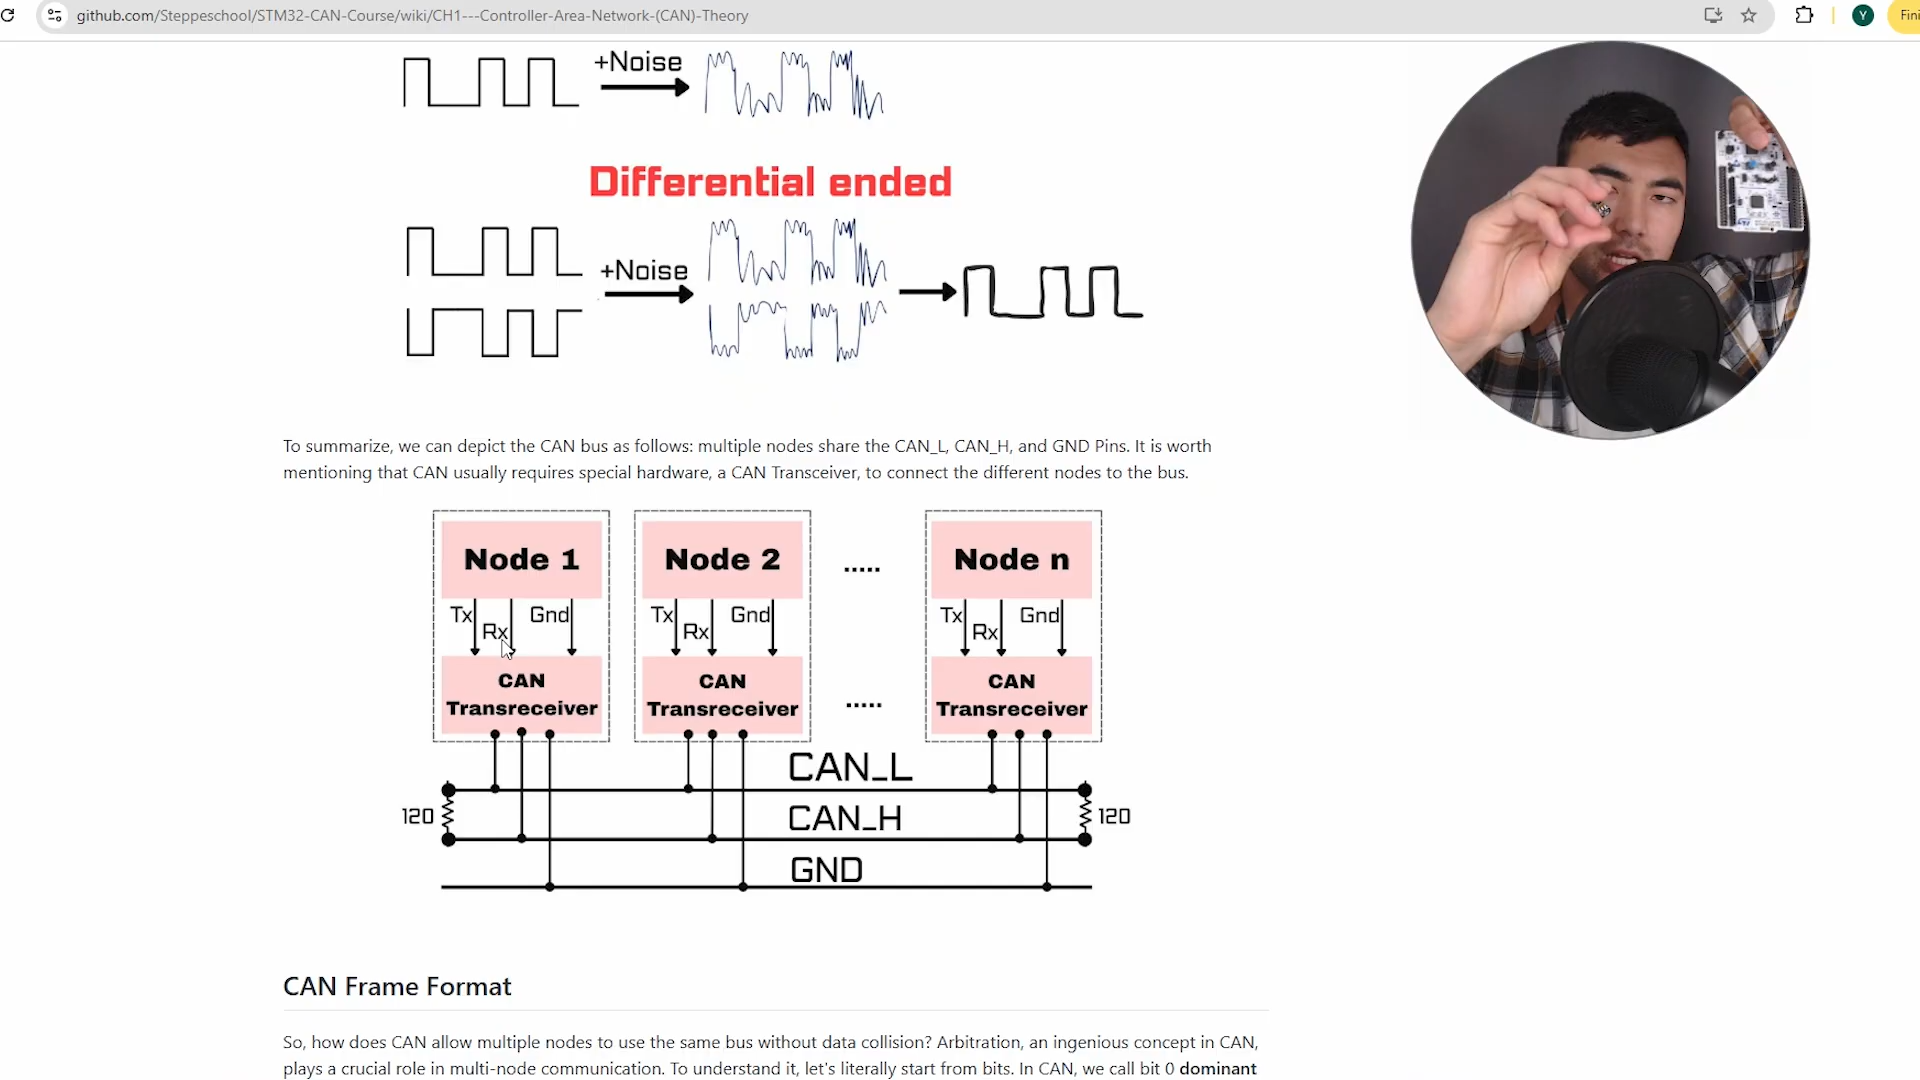 github.com/Steppeschool/STM32-CAN-Course/wiki/CH1---Controller-Area-Network-(CAN)-Theory
Y
Fini
+Noise
Differential ended
+Noise
To summarize, we can depict the CAN bus as follows: multiple nodes share the CAN_L, CAN_H, and GND Pins. It is worth
mentioning that CAN usually requires special hardware, a CAN Transceiver, to connect the different nodes to the bus.
Node 1 Node 2 ..... Node n
Tx Rx Gnd Tx Rx Gnd Tx Rx Gnd
CAN CAN CAN
Transreceiver Transreceiver ..... Transreceiver
CAN_L
120 CAN_H 120
GND
CAN Frame Format
So, how does CAN allow multiple nodes to use the same bus without data collision? Arbitration, an ingenious concept in CAN,
plays a crucial role in multi-node communication. To understand it, let's literally start from bits. In CAN, we call bit 0 dominant